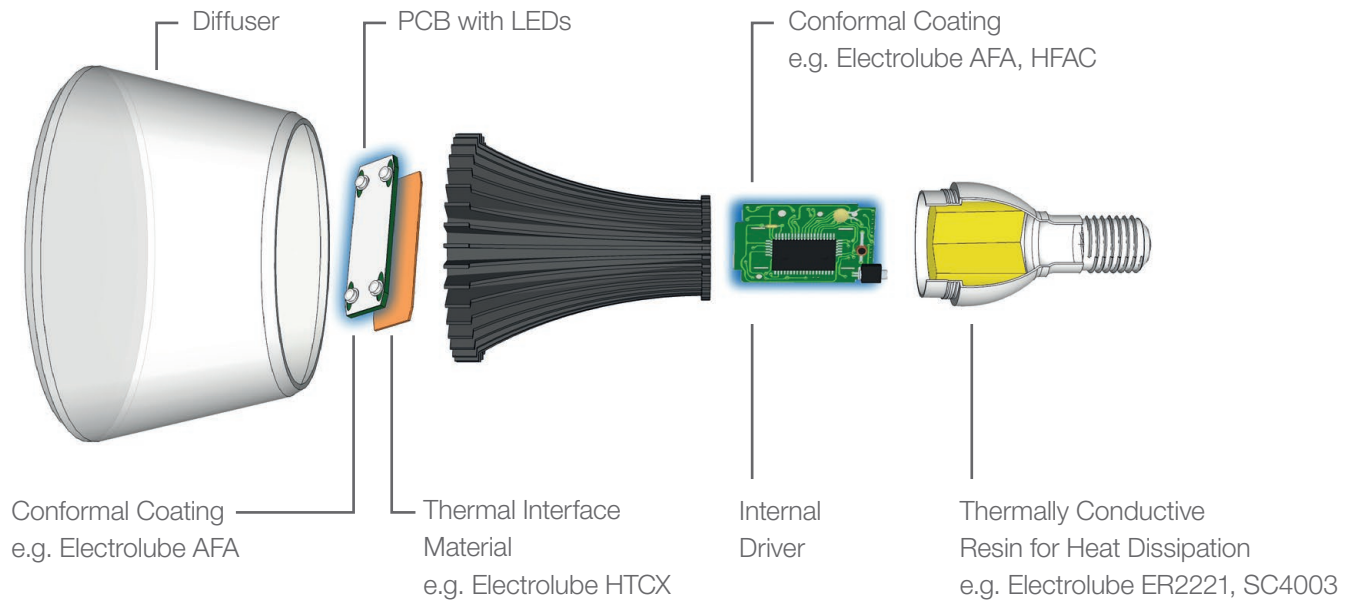 Diffuser
PCB with LEDs
Conformal Coating
e.g. Electrolube AFA, HFAC
Conformal Coating
e.g. Electrolube AFA
Thermal Interface
Material
e.g. Electrolube HTCX
Internal
Driver
Thermally Conductive
Resin for Heat Dissipation
e.g. Electrolube ER2221, SC4003